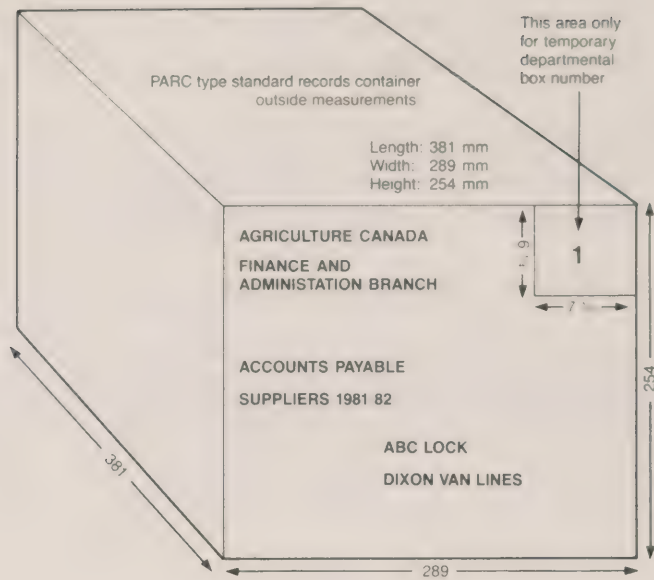 This area only
for temporary
departmental
box number
PARC type standard records container
outside measurements
Length: 381 mm
Width: 289 mm
Height: 254 mm
AGRICULTURE CANADA
FINANCE AND
ADMINISTATION BRANCH
1
ACCOUNTS PAYABLE
SUPPLIERS 1981 82
ABC LOCK
DIXON VAN LINES
254
381
289